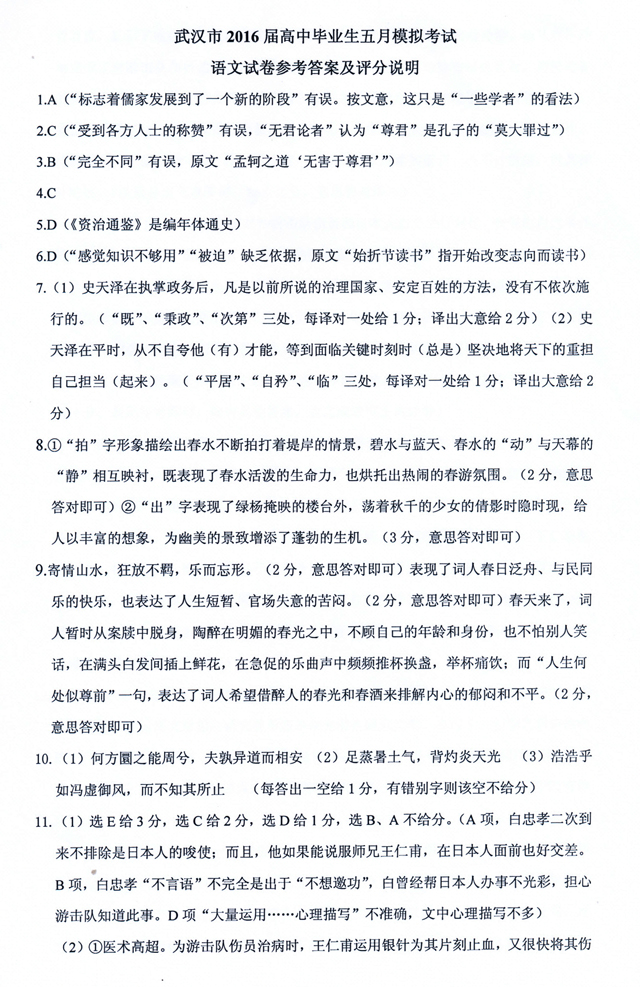 武汉市 2016 届高中毕业生五月模拟考试
语文试卷参考答案及评分说明
1.A（“标志着儒家发展到了一个新的阶段”有误。按文意，这只是“一些学者”的看法）
2.C（“受到各方人士的称赞”有误，“无君论者”认为“尊君”是孔子的“莫大罪过”）
3.B（“完全不同”有误，原文“孟轲之道‘无害于尊君’”）
4.C
5.D（《资治通鉴》是编年体通史）
6.D（“感觉知识不够用”“被迫”缺乏依据，原文“始折节读书”指开始改变志向而读书）
7.（1）史天泽在执掌政务后，凡是以前所说的治理国家、安定百姓的方法，没有不依次施
行的。（“既”、“秉政”、“次第”三处，每译对一处给 1 分；译出大意给 2 分）（2）史
天泽在平时，从不自夸他（有）才能，等到面临关键时刻时（总是）坚决地将天下的重担
自己担当（起来）。（“平居”、“自矜”、“临”三处，每译对一处给 1 分；译出大意给 2
分）
8.①“拍”字形象描绘出春水不断拍打着堤岸的情景，碧水与蓝天、春水的“动”与天幕的
“静”相互映衬，既表现了春水活泼的生命力，也烘托出热闹的春游氛围。（2 分，意思
答对即可）②“出”字表现了绿杨掩映的楼台外，荡着秋千的少女的倩影时隐时现，给
人以丰富的想象，为幽美的景致增添了蓬勃的生机。（3 分，意思答对即可）
9.寄情山水，狂放不羁，乐而忘形。（2 分，意思答对即可）表现了词人春日泛舟、与民同
乐的快乐，也表达了人生短暂、官场失意的苦闷。（2 分，意思答对即可）春天来了，词
人暂时从案牍中脱身，陶醉在明媚的春光之中，不顾自己的年龄和身份，也不怕别人笑
话，在满头白发间插上鲜花，在急促的乐曲声中频频推杯换盏，举杯痛饮；而“人生何
处似尊前”一句，表达了词人希望借醉人的春光和春酒来排解内心的郁闷和不平。（2 分，
意思答对即可）
10.（1）何方圜之能周兮，夫孰异道而相安 （2）足蒸暑土气，背灼炎天光 （3）浩浩乎
如冯虚御风，而不知其所止 （每答出一空给 1 分，有错别字则该空不给分）
11.（1）选 E 给 3 分，选 C 给 2 分，选 D 给 1 分，选 B、A 不给分。（A 项，白忠孝二次到
来不排除是日本人的唆使；而且，他如果能说服师兄王仁甫，在日本人面前也好交差。
B 项，白忠孝“不言语”不完全是出于“不想邀功”，白曾经帮日本人办事不光彩，担心
游击队知道此事。D 项“大量运用……心理描写”不准确，文中心理描写不多）
（2）①医术高超。为游击队伤员治病时，王仁甫运用银针为其片刻止血，又很快将其伤